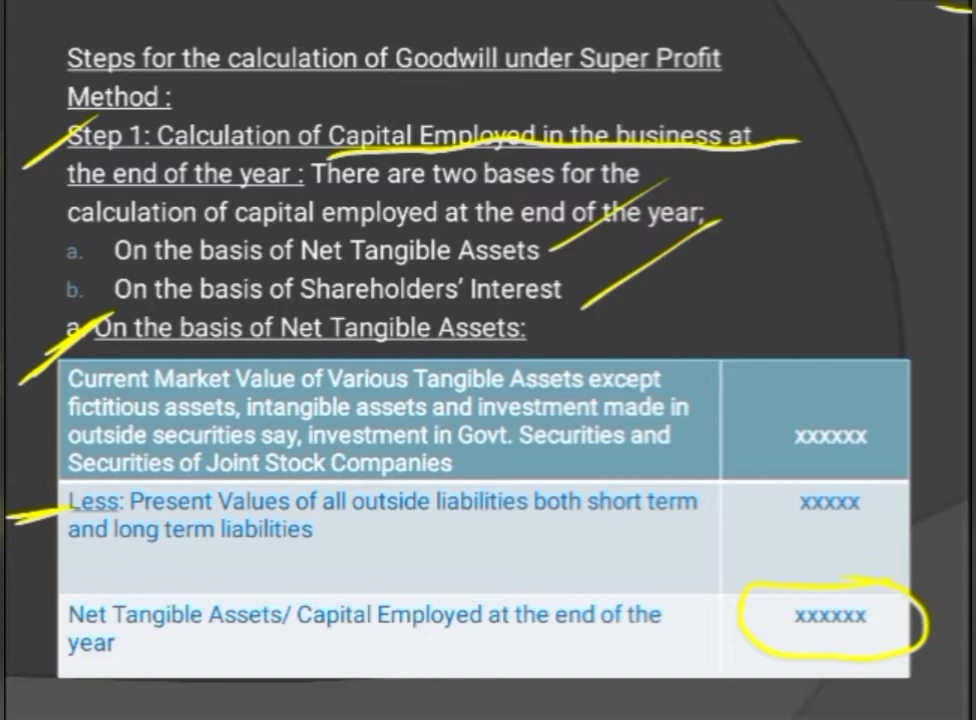 Steps for the calculation of Goodwill under Super Profit
Method :
Step 1: Calculation of Capital Employed in the business at
the end of the year : There are two bases for the
calculation of capital employed at the end of the year;
a. On the basis of Net Tangible Assets
b. On the basis of Shareholders' Interest
a. On the basis of Net Tangible Assets:
Current Market Value of Various Tangible Assets except
fictitious assets, intangible assets and investment made in
outside securities say, investment in Govt. Securities and xxxxxx
Securities of Joint Stock Companies
Less: Present Values of all outside liabilities both short term xxxxx
and long term liabilities
Net Tangible Assets/ Capital Employed at the end of the xxxxxx
year